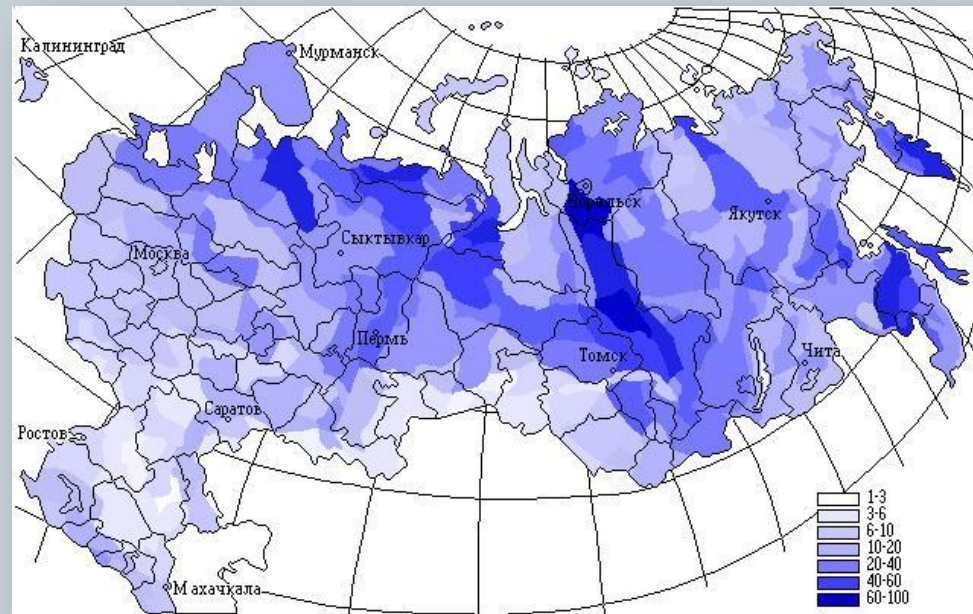 Калининград
Мурманск
Норильск
Якутск
Сыктывкар
Москва
Пермь
Томск
Чита
Саратов
Ростов
Махачкала
1-3
3-6
6-10
10-20
20-40
40-60
60-100